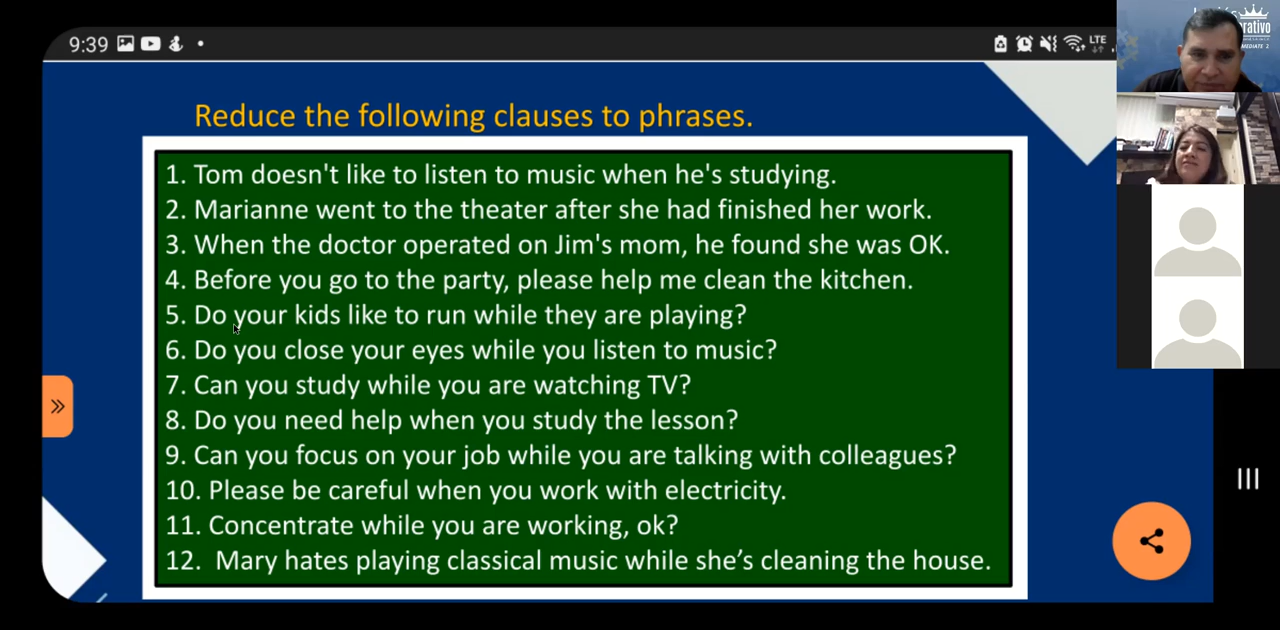 9:39
LTE
Reduce the following clauses to phrases.
1. Tom doesn't like to listen to music when he's studying.
2. Marianne went to the theater after she had finished her work.
3. When the doctor operated on Jim's mom, he found she was OK.
4. Before you go to the party, please help me clean the kitchen.
5. Do your kids like to run while they are playing?
6. Do you close your eyes while you listen to music?
7. Can you study while you are watching TV?
8. Do you need help when you study the lesson?
9. Can you focus on your job while you are talking with colleagues?
10. Please be careful when you work with electricity.
11. Concentrate while you are working, ok?
12. Mary hates playing classical music while she’s cleaning the house.